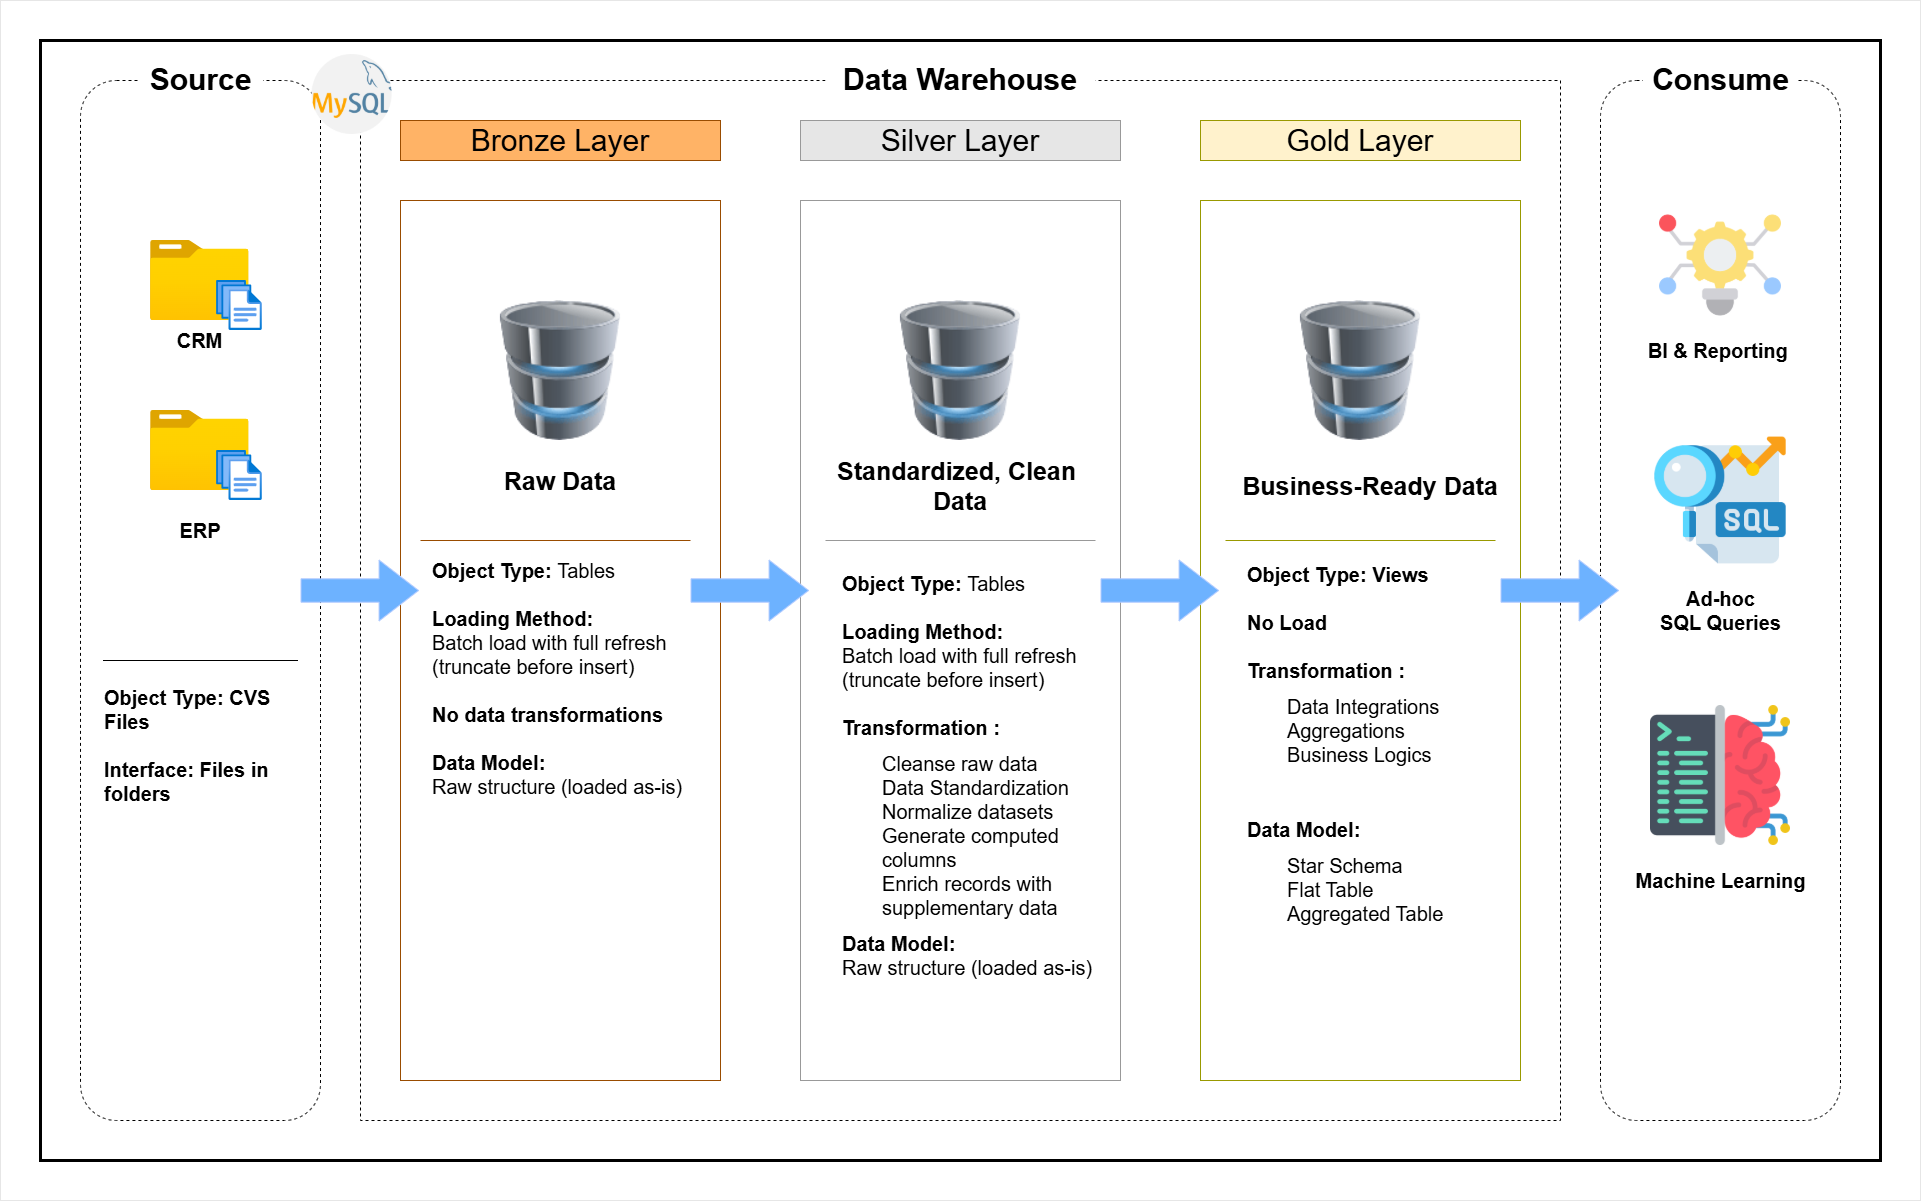 Source
MySQL
Data Warehouse
Consume
Bronze Layer
Silver Layer
Gold Layer
CRM
ERP
Object Type: CVS
Files
Interface: Files in
folders
Raw Data
Object Type: Tables
Loading Method:
Batch load with full refresh
(truncate before insert)
No data transformations
Data Model:
Raw structure (loaded as-is)
Standardized, Clean
Data
Object Type: Tables
Loading Method:
Batch load with full refresh
(truncate before insert)
Transformation :
Cleanse raw data
Data Standardization
Normalize datasets
Generate computed
columns
Enrich records with
supplementary data
Data Model:
Raw structure (loaded as-is)
Business-Ready Data
Object Type: Views
No Load
Transformation :
Data Integrations
Aggregations
Business Logics
Data Model:
Star Schema
Flat Table
Aggregated Table
BI & Reporting
SQL
Ad-hoc
SQL Queries
Machine Learning